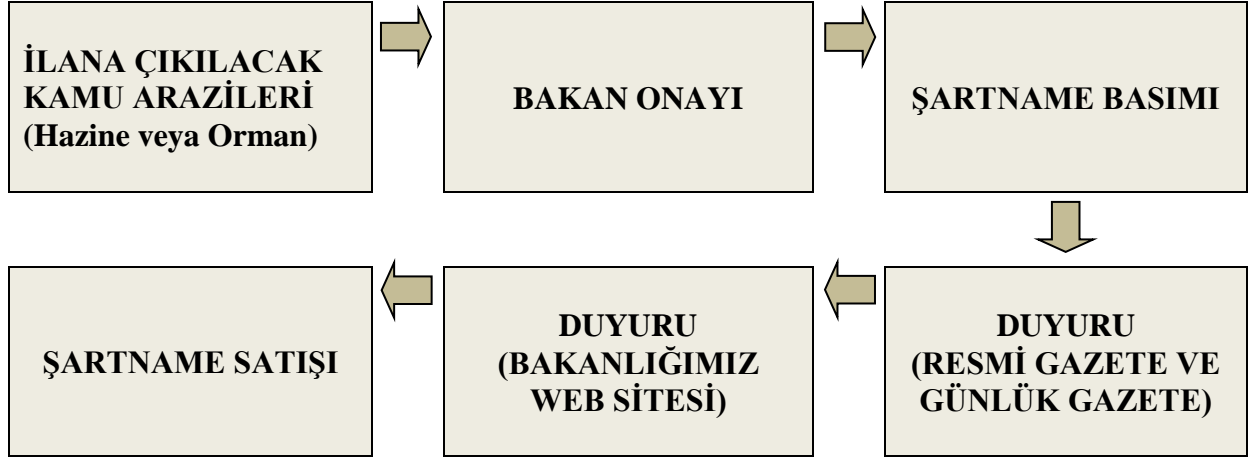 İLANA ÇIKILACAK
KAMU ARAZİLERİ
(Hazine veya Orman)
BAKAN ONAYI
ŞARTNAME BASIMI
DUYURU
(RESMİ GAZETE VE
GÜNLÜK GAZETE)
DUYURU
(BAKANLIĞIMIZ
WEB SİTESİ)
ŞARTNAME SATIŞI